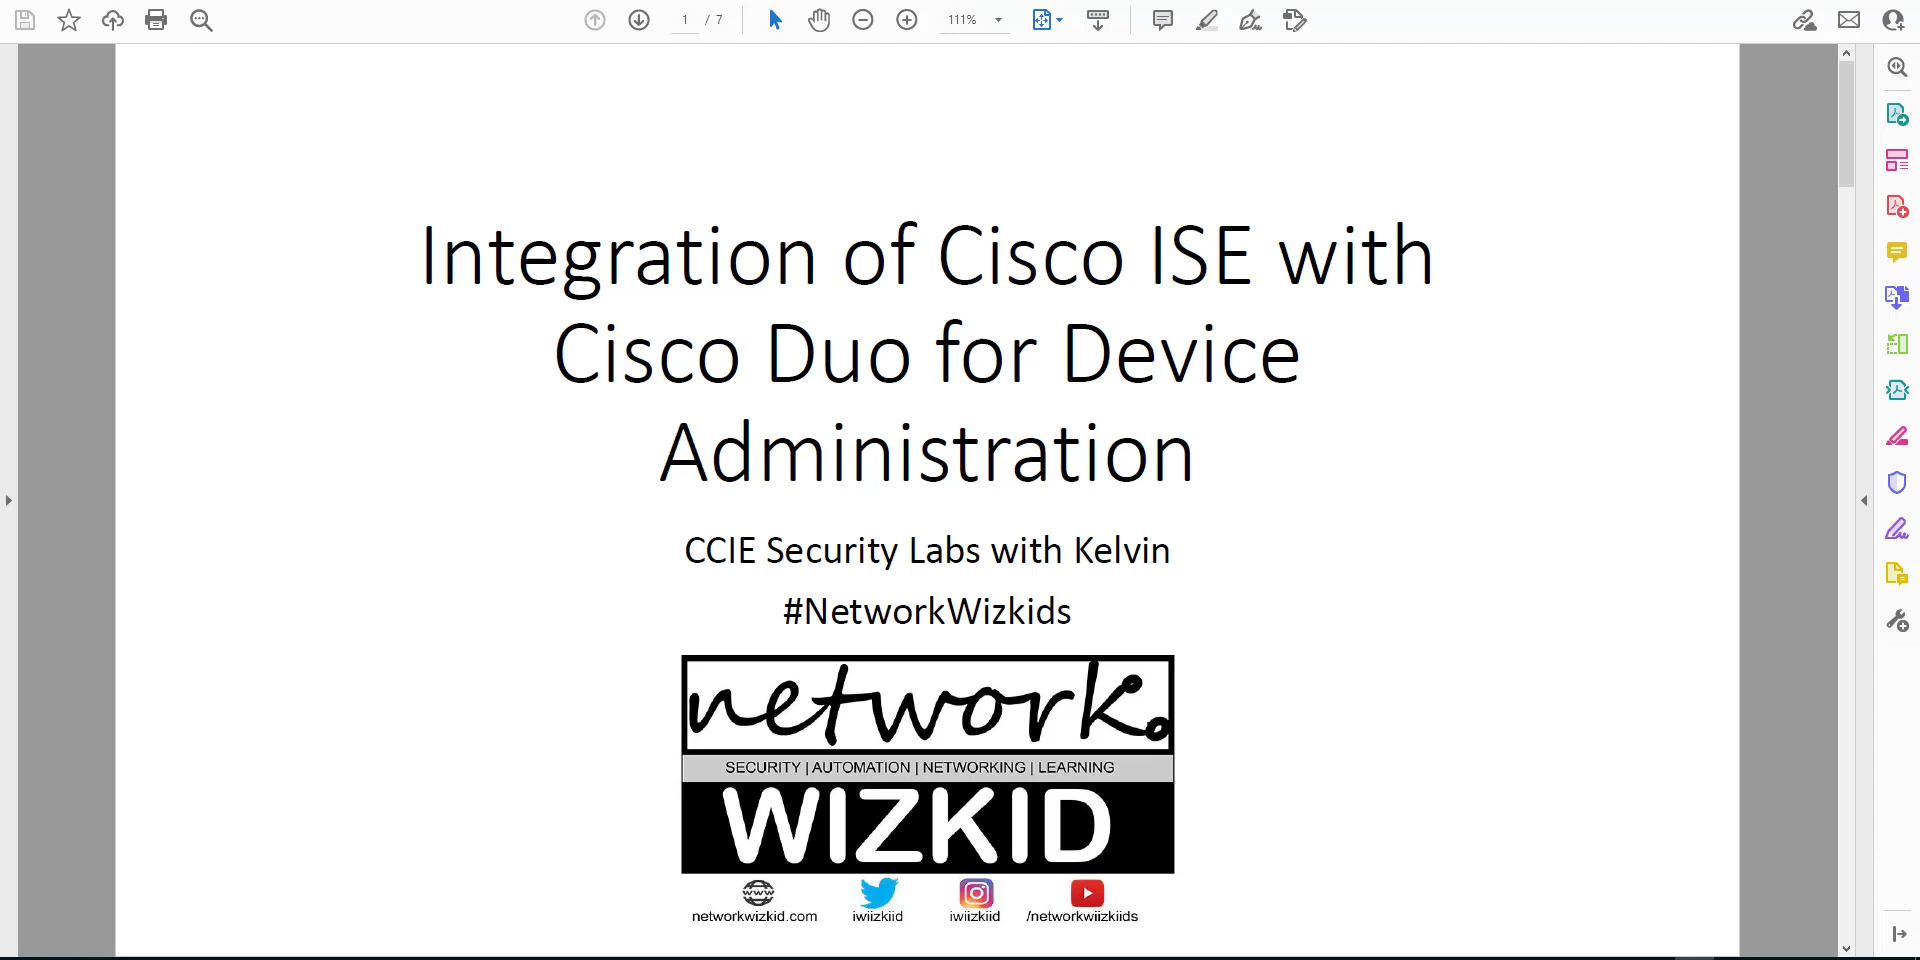 1 / 7
111%
Integration of Cisco ISE with
Cisco Duo for Device
Administration
CCIE Security Labs with Kelvin
#NetworkWizkids
network.
SECURITY | AUTOMATION | NETWORKING | LEARNING
WIZKID
www
networkwizkid.com iwiizkiid iwiizkiid /networkwiizkiids